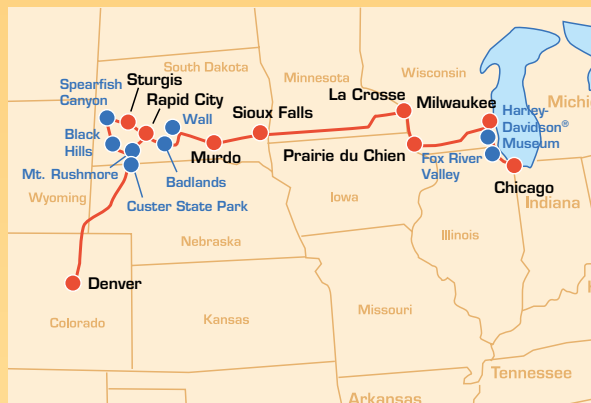 South Dakota
Minnesota
Wisconsin
Michi
Spearfish
Canyon
Sturgis
Rapid City
Wall
Sioux Falls
La Crosse
Milwaukee
Harley-
Davidson®
Museum
Black
Hills
Mt. Rushmore
Murdo
Badlands
Prairie du Chien
Fox River
Valley
Chicago
Wyoming
Custer State Park
Iowa
Indiana
Nebraska
Illinois
Denver
Colorado
Kansas
Missouri
Tennessee
Arkansas